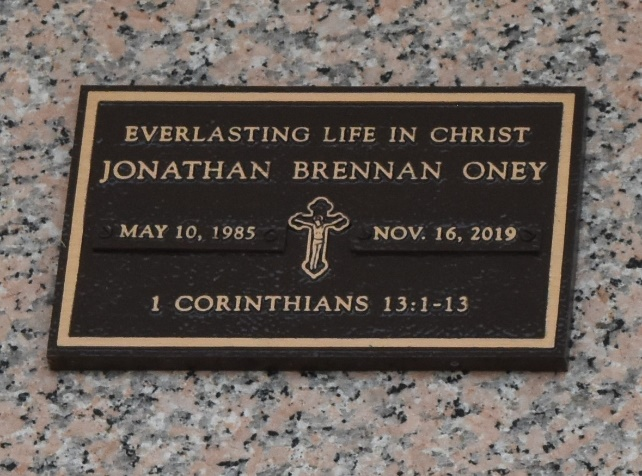 EVERLASTING LIFE IN CHRIST
JONATHAN BRENNAN ONEY
MAY 10, 1985 NOV. 16, 2019
1 CORINTHIANS 13:1-13